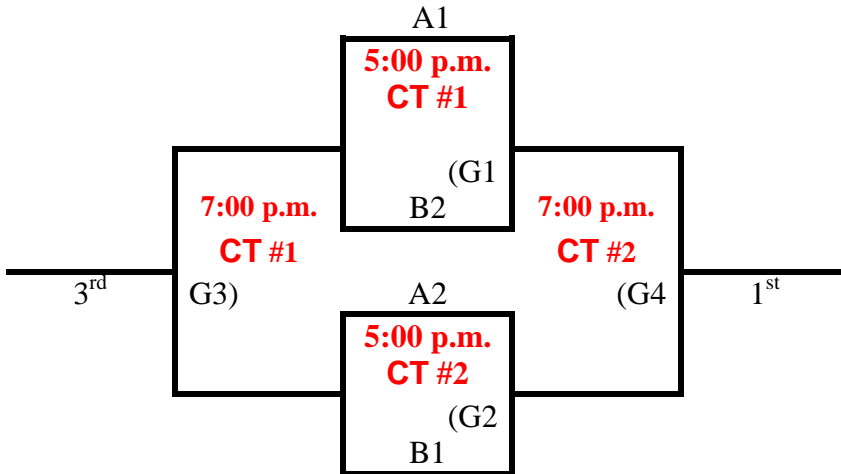 A1
5:00 p.m.
CT #1
(G1
B2
7:00 p.m.
CT #1
G3)
3rd
7:00 p.m.
CT #2
(G4
1st
A2
5:00 p.m.
CT #2
(G2
B1